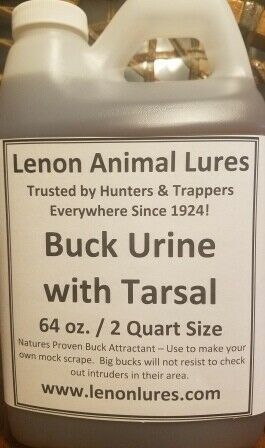 Lenon Animal Lures
Trusted by Hunters & Trappers
Everywhere Since 1924!
Buck Urine
with Tarsal
64 oz. / 2 Quart Size
Natures Proven Buck Attractant – Use to make your
own mock scrape.  Big bucks will not resist to check
out intruders in their area.
www.lenonlures.com